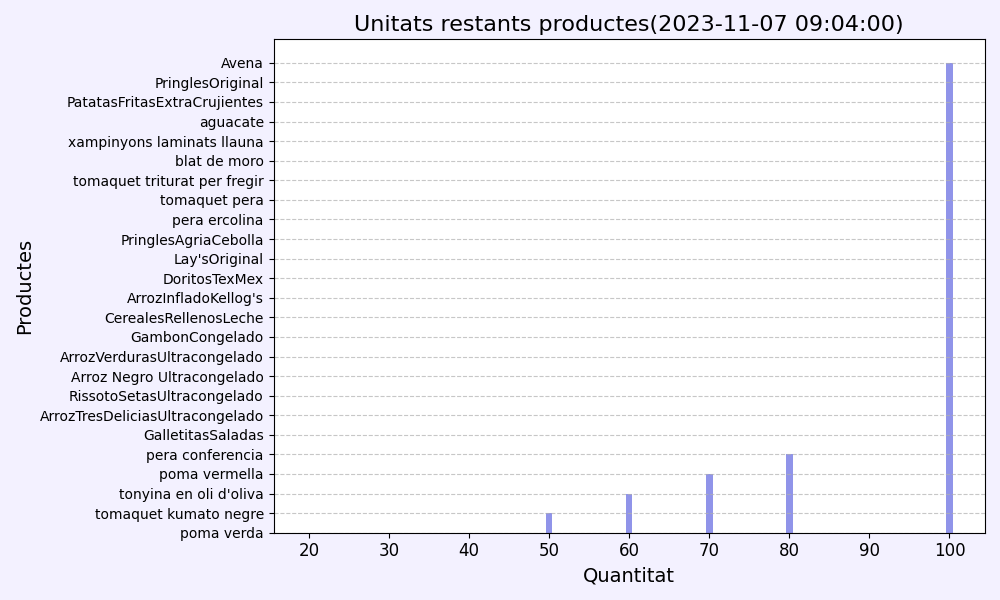 Unitats restants productes(2023-11-07 09:04:00)
Productes
Avena
PringlesOriginal
PatatasFritasExtraCrujientes
aguacate
xampinyons laminats llauna
blat de moro
tomaquet triturat per fregir
tomaquet pera
pera ercolina
PringlesAgriaCebolla
Lay'sOriginal
DoritosTexMex
ArrozInfladoKellog's
CerealesRellenosLeche
GambonCongelado
ArrozVerdurasUltracongelado
Arroz Negro Ultracongelado
RissotoSetasUltracongelado
ArrozTresDeliciasUltracongelado
GalletitasSaladas
pera conferencia
poma vermella
tonyina en oli d'oliva
tomaquet kumato negre
poma verda
20 30 40 50 60 70 80 90 100
Quantitat